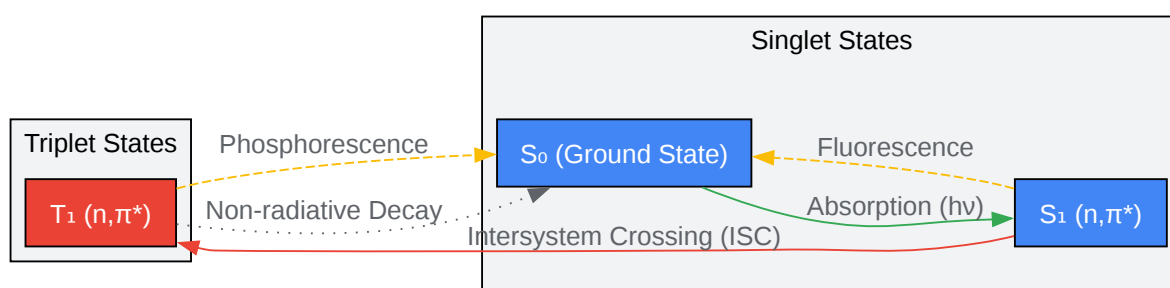 Singlet States
Triplet States
Phosphorescence
S₀ (Ground State)
Fluorescence
T₁ (n,π*)
Non-radiative Decay
Absorption (hν)
S₁ (n,π*)
Intersystem Crossing (ISC)